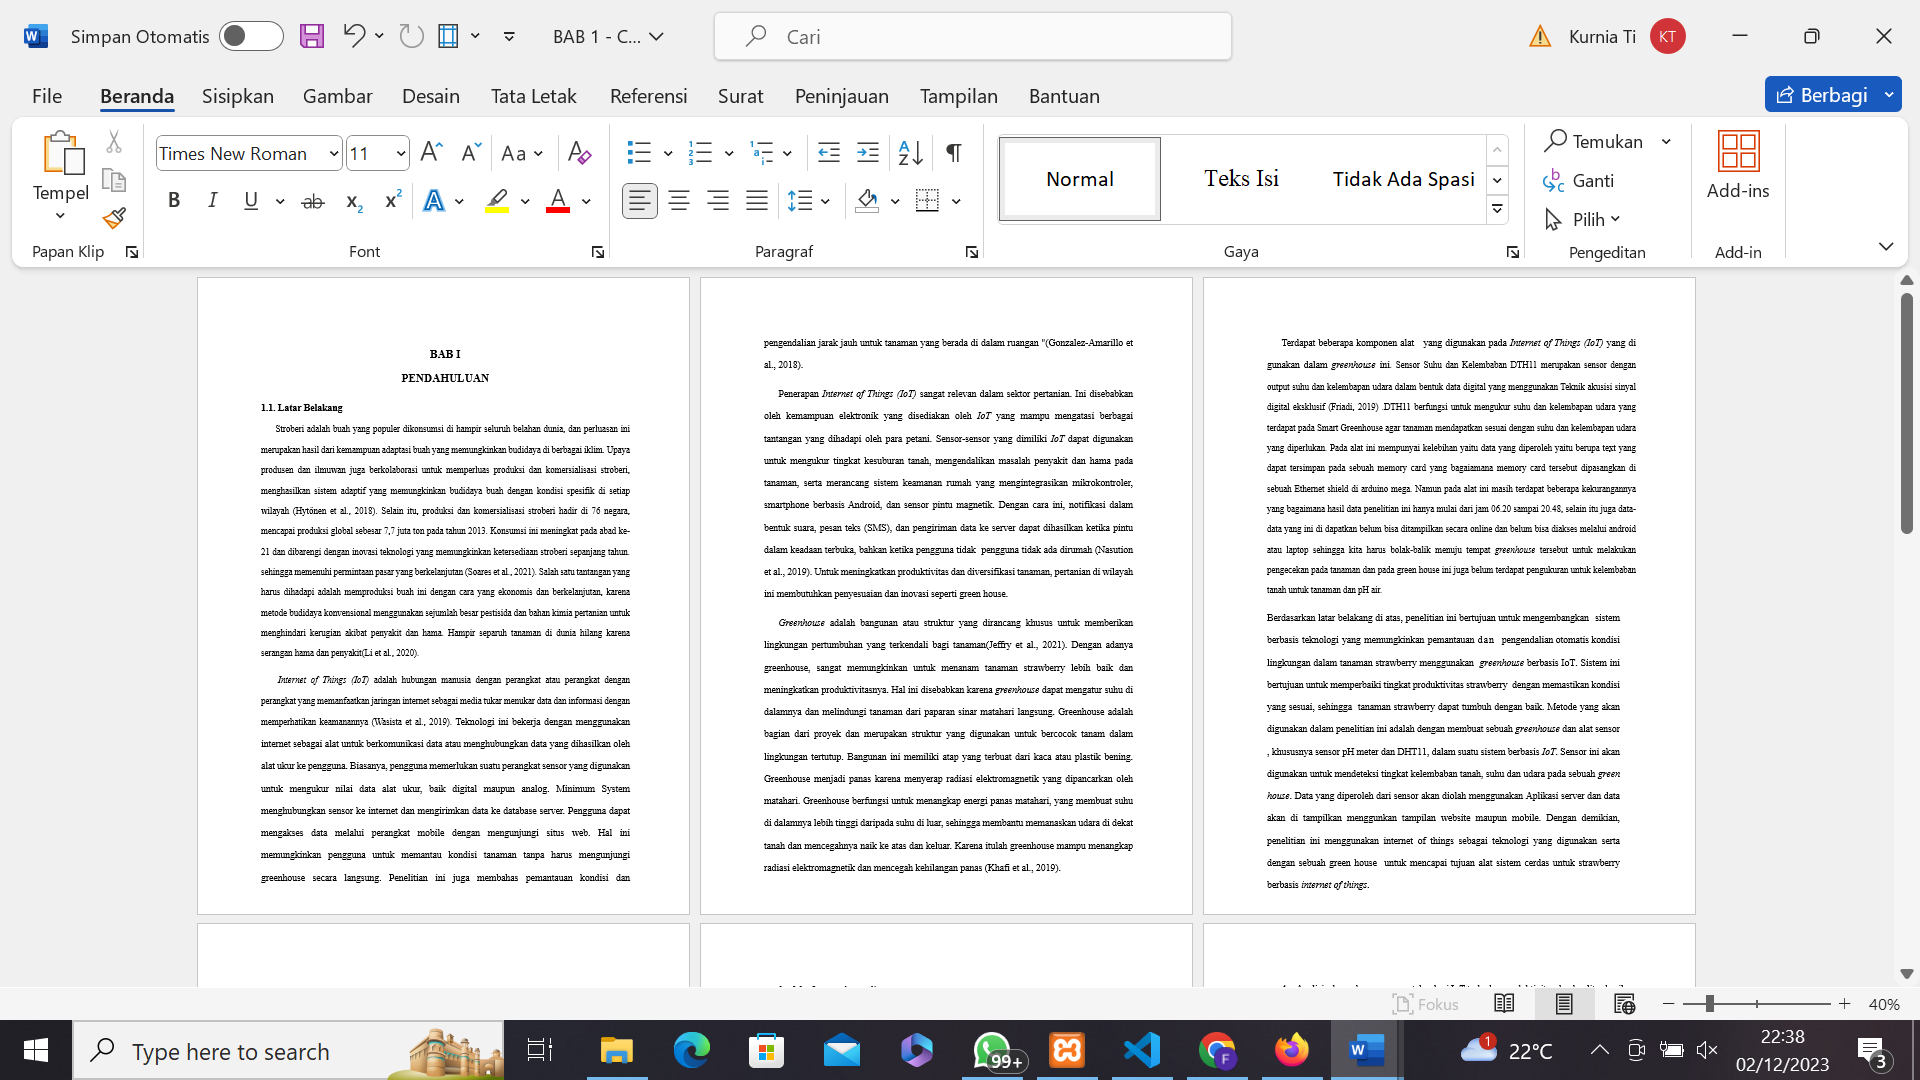 Simpan Otomatis
BAB 1 - C...
Cari
Kurnia Ti
KT
File
Beranda
Sisipkan
Gambar
Desain
Tata Letak
Referensi
Surat
Peninjauan
Tampilan
Bantuan
Berbagi
Tempel
Times New Roman
11
Normal
Teks Isi
Tidak Ada Spasi
Temukan
Ganti
Pilih
Add-ins
Papan Klip
Font
Paragraf
Gaya
Pengeditan
Add-in
BAB I
PENDAHULUAN
1.1. Latar Belakang
Stroberi adalah buah yang populer dikonsumsi di hampir seluruh belahan dunia, dan perluasan ini
merupakan hasil dari kemampuan adaptasi buah yang memungkinkan budidaya di berbagai iklim. Upaya
produsen dan ilmuwan juga berkolaborasi untuk memperluas produksi dan komersialisasi stroberi,
menghasilkan sistem adaptif yang memungkinkan budidaya buah dengan kondisi spesifik di setiap
wilayah (Hytönen et al., 2018). Selain itu, produksi dan komersialisasi stroberi hadir di 76 negara,
mencapai produksi global sebesar 7,7 juta ton pada tahun 2013. Konsumsi ini meningkat pada abad ke-
21 dan dibarengi dengan inovasi teknologi yang memungkinkan ketersediaan stroberi sepanjang tahun.
sehingga memenuhi permintaan pasar yang berkelanjutan (Soares et al., 2021). Salah satu tantangan yang
harus dihadapi adalah memproduksi buah ini dengan cara yang ekonomis dan berkelanjutan, karena
metode budidaya konvensional menggunakan sejumlah besar pestisida dan bahan kimia pertanian untuk
menghindari kerugian akibat penyakit dan hama. Hampir separuh tanaman di dunia hilang karena
serangan hama dan penyakit(Li et al., 2020).
Internet of Things (IoT) adalah hubungan manusia dengan perangkat atau perangkat dengan
perangkat yang memanfaatkan jaringan internet sebagai media tukar menukar data dan informasi dengan
memperhatikan keamanannya (Wasista et al., 2019). Teknologi ini bekerja dengan menggunakan
internet sebagai alat untuk berkomunikasi data atau menghubungkan data yang dihasilkan oleh
alat ukur ke pengguna. Biasanya, pengguna memerlukan suatu perangkat sensor yang digunakan
untuk mengukur nilai data alat ukur, baik digital maupun analog. Minimum System
menghubungkan sensor ke internet dan mengirimkan data ke database server. Pengguna dapat
mengakses data melalui perangkat mobile dengan mengunjungi situs web. Hal ini
memungkinkan pengguna untuk memantau kondisi tanaman tanpa harus mengunjungi
greenhouse secara langsung. Penelitian ini juga membahas pemantauan kondisi dan
pengendalian jarak jauh untuk tanaman yang berada di dalam ruangan "(Gonzalez-Amarillo et
al., 2018).
Penerapan Internet of Things (IoT) sangat relevan dalam sektor pertanian. Ini disebabkan
oleh kemampuan elektronik yang disediakan oleh IoT yang mampu mengatasi berbagai
tantangan yang dihadapi oleh para petani. Sensor-sensor yang dimiliki IoT dapat digunakan
untuk mengukur tingkat kesuburan tanah, mengendalikan masalah penyakit dan hama pada
tanaman, serta merancang sistem keamanan rumah yang mengintegrasikan mikrokontroler,
smartphone berbasis Android, dan sensor pintu magnetik. Dengan cara ini, notifikasi dalam
bentuk suara, pesan teks (SMS), dan pengiriman data ke server dapat dihasilkan ketika pintu
dalam keadaan terbuka, bahkan ketika pengguna tidak pengguna tidak ada dirumah (Nasution
et al., 2019). Untuk meningkatkan produktivitas dan diversifikasi tanaman, pertanian di wilayah
ini membutuhkan penyesuaian dan inovasi seperti green house.
Greenhouse adalah bangunan atau struktur yang dirancang khusus untuk memberikan
lingkungan pertumbuhan yang terkendali bagi tanaman(Jeffry et al., 2021). Dengan adanya
greenhouse, sangat memungkinkan untuk menanam tanaman strawberry lebih baik dan
meningkatkan produktivitasnya. Hal ini disebabkan karena greenhouse dapat mengatur suhu di
dalamnya dan melindungi tanaman dari paparan sinar matahari langsung. Greenhouse adalah
bagian dari proyek dan merupakan struktur yang digunakan untuk bercocok tanam dalam
lingkungan tertutup. Bangunan ini memiliki atap yang terbuat dari kaca atau plastik bening.
Greenhouse menjadi panas karena menyerap radiasi elektromagnetik yang dipancarkan oleh
matahari. Greenhouse berfungsi untuk menangkap energi panas matahari, yang membuat suhu
di dalamnya lebih tinggi daripada suhu di luar, sehingga membantu memanaskan udara di dekat
tanah dan mencegahnya naik ke atas dan keluar. Karena itulah greenhouse mampu menangkap
radiasi elektromagnetik dan mencegah kehilangan panas (Khafi et al., 2019).
Terdapat beberapa komponen alat yang digunakan pada Internet of Things (IoT) yang di
gunakan dalam greenhouse ini. Sensor Suhu dan Kelembaban DTH11 merupakan sensor dengan
output suhu dan kelembapan udara dalam bentuk data digital yang menggunakan Teknik akusisi sinyal
digital eksklusif (Friadi, 2019) .DTH11 berfungsi untuk mengukur suhu dan kelembapan udara yang
terdapat pada Smart Greenhouse agar tanaman mendapatkan sesuai dengan suhu dan kelembapan udara
yang diperlukan. Pada alat ini mempunyai kelebihan yaitu data yang diperoleh yaitu berupa text yang
dapat tersimpan pada sebuah memory card yang bagaiamana memory card tersebut dipasangkan di
sebuah Ethernet shield di arduino mega. Namun pada alat ini masih terdapat beberapa kekurangannya
yang bagaimana hasil data penelitian ini hanya mulai dari jam 06.20 sampai 20.48, selain itu juga data-
data yang ini di dapatkan belum bisa ditampilkan secara online dan belum bisa diakses melalui android
atau laptop sehingga kita harus bolak-balik menuju tempat greenhouse tersebut untuk melakukan
pengecekan pada tanaman dan pada green house ini juga belum terdapat pengukuran untuk kelembaban
tanah untuk tanaman dan pH air.
Berdasarkan latar belakang di atas, penelitian ini bertujuan untuk mengembangkan sistem
berbasis teknologi yang memungkinkan pemantauan dan pengendalian otomatis kondisi
lingkungan dalam tanaman strawberry menggunakan greenhouse berbasis IoT. Sistem ini
bertujuan untuk memperbaiki tingkat produktivitas strawberry dengan memastikan kondisi
yang sesuai, sehingga tanaman strawberry dapat tumbuh dengan baik. Metode yang akan
digunakan dalam penelitian ini adalah dengan membuat sebuah greenhouse dan alat sensor
, khususnya sensor pH meter dan DHT11, dalam suatu sistem berbasis IoT. Sensor ini akan
digunakan untuk mendeteksi tingkat kelembaban tanah, suhu dan udara pada sebuah green
house. Data yang diperoleh dari sensor akan diolah menggunakan Aplikasi server dan data
akan di tampilkan menggunkan tampilan website maupun mobile. Dengan demikian,
penelitian ini menggunakan internet of things sebagai teknologi yang digunakan serta
dengan sebuah green house untuk mencapai tujuan alat sistem cerdas untuk strawberry
berbasis internet of things.
Fokus
40%
Type here to search
99+
1
22°C
22:38
02/12/2023
3